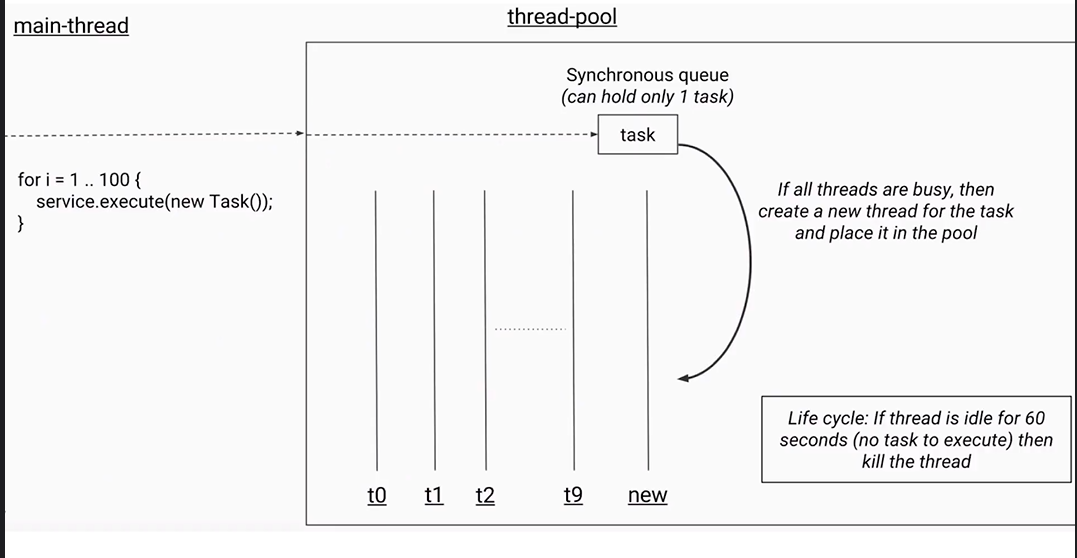 main-thread
thread-pool
Synchronous queue
(can hold only 1 task)
task
for i = 1 .. 100 {
service.execute(new Task());
}
If all threads are busy, then
create a new thread for the task
and place it in the pool
Life cycle: If thread is idle for 60
seconds (no task to execute) then
kill the thread
t0 t1 t2 t9 new